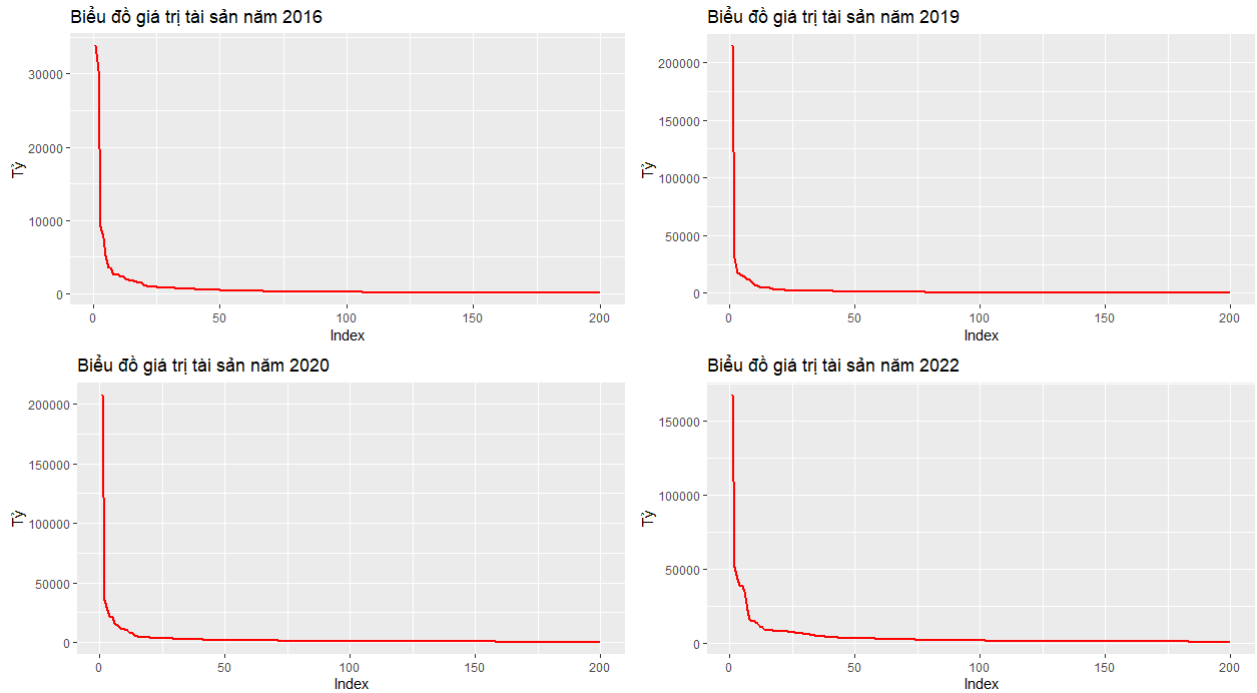 Biểu đồ giá trị tài sản năm 2016
Tỷ
30000
20000
10000
0
0 50 100 150 200
Index
Biểu đồ giá trị tài sản năm 2019
Tỷ
200000
150000
100000
50000
0
0 50 100 150 200
Index
Biểu đồ giá trị tài sản năm 2020
Tỷ
200000
150000
100000
50000
0
0 50 100 150 200
Index
Biểu đồ giá trị tài sản năm 2022
Tỷ
150000
100000
50000
0
0 50 100 150 200
Index